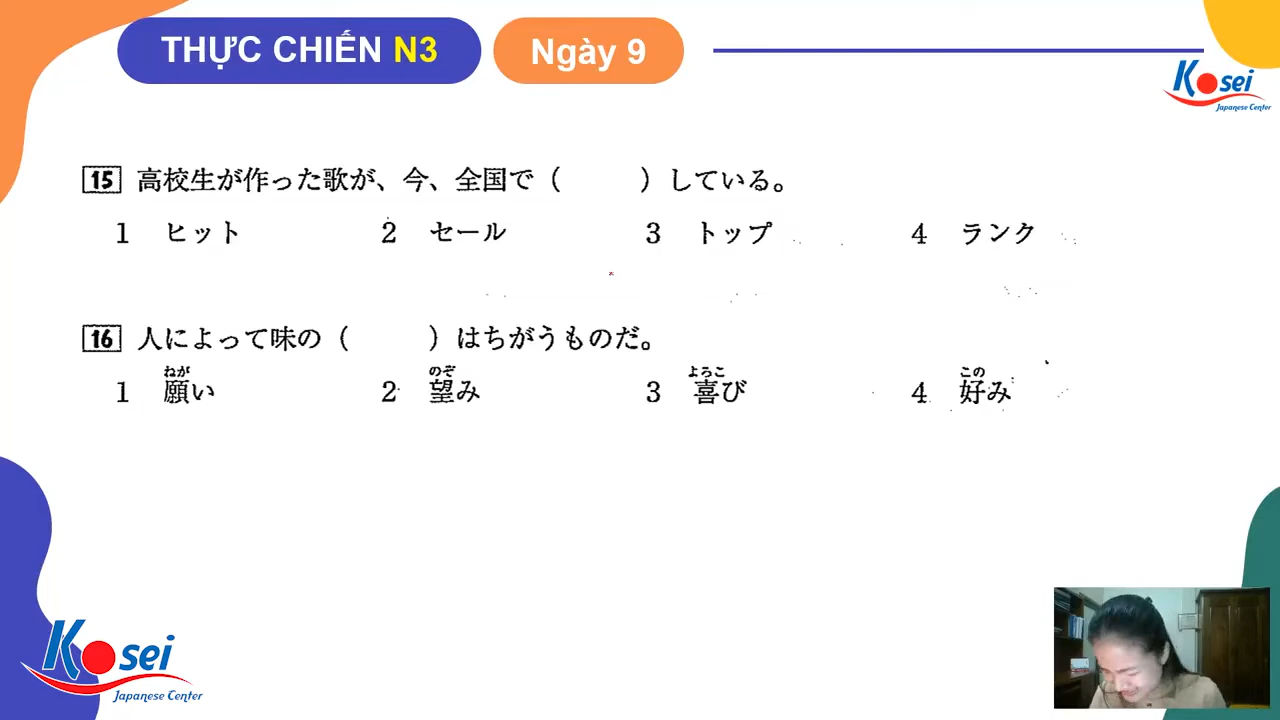 THỰC CHIẾN N3
Ngày 9
Kosei
Japanese Center
15 高校生が作った歌が、今、全国で（　　）している。
1 ヒット 2 セール 3 トップ 4 ランク
16 人によって味の（　　）はちがうものだ。
ねが のぞ よろこ この
1 願い 2 望み 3 喜び 4 好み
Kosei
Japanese Center